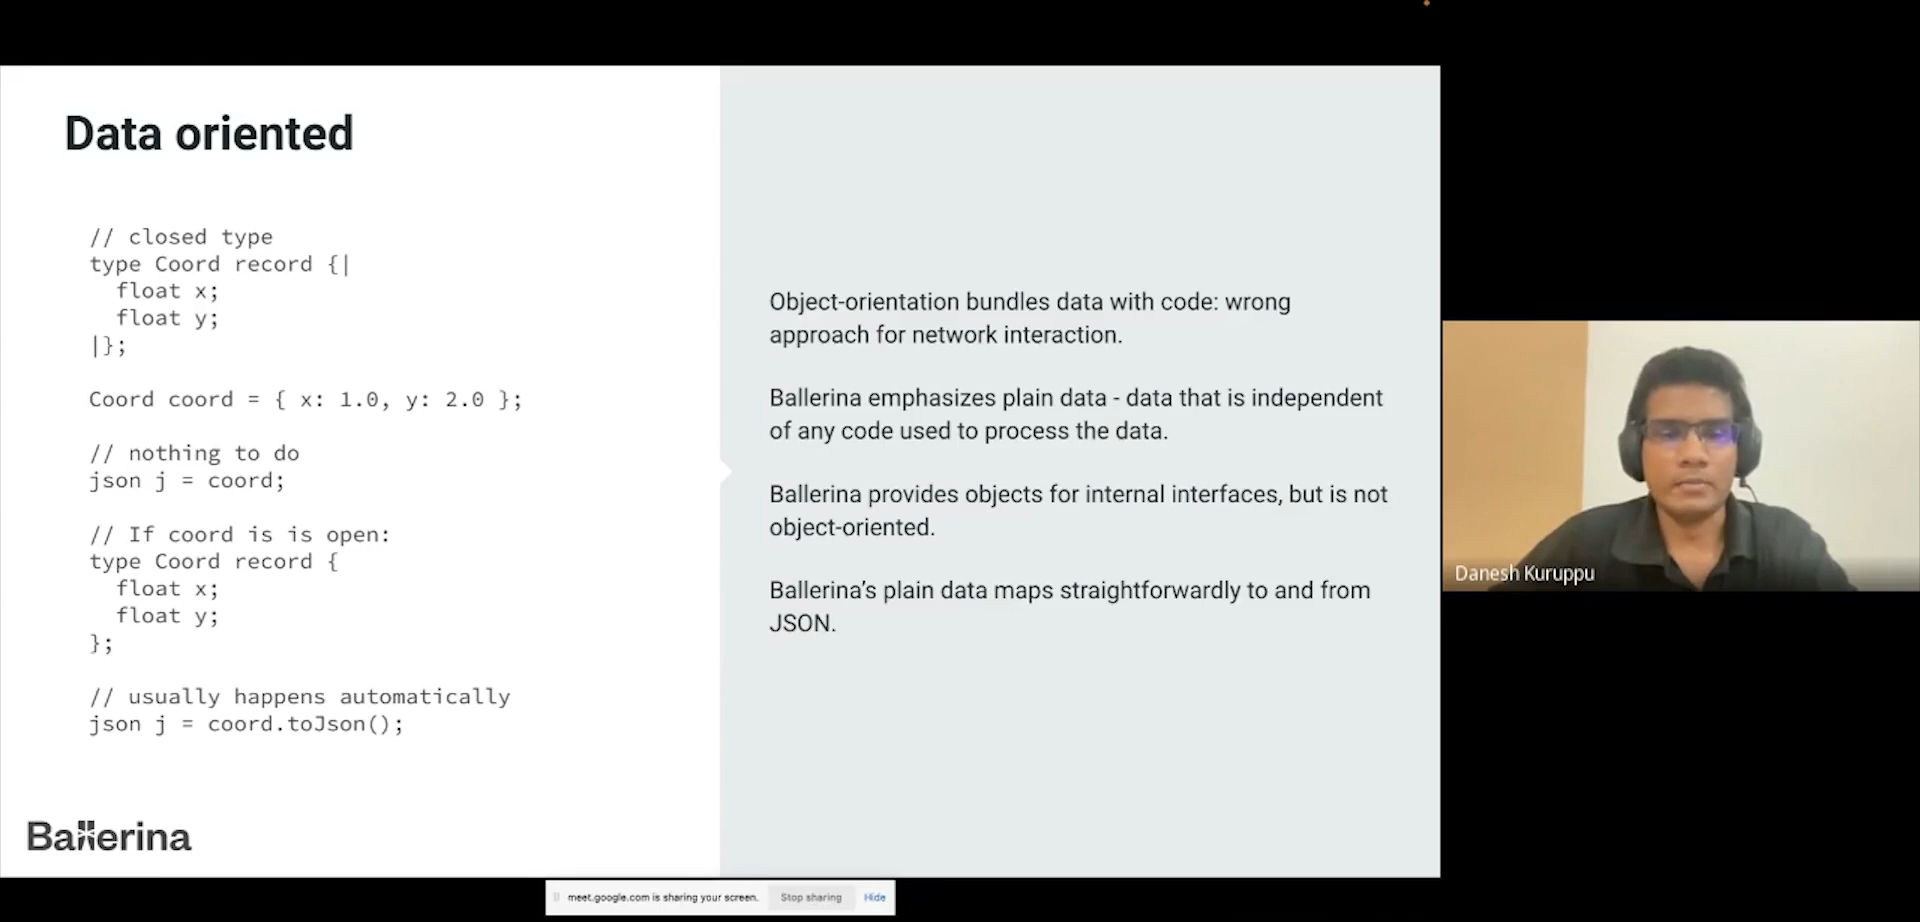 Data oriented
// closed type
type Coord record {|
float x;
float y;
|};
Coord coord = { x: 1.0, y: 2.0 };
// nothing to do
json j = coord;
// If coord is is open:
type Coord record {
float x;
float y;
};
// usually happens automatically
json j = coord.toJson();
Ballerina
Object-orientation bundles data with code: wrong
approach for network interaction.
Ballerina emphasizes plain data - data that is independent
of any code used to process the data.
Ballerina provides objects for internal interfaces, but is not
object-oriented.
Ballerina’s plain data maps straightforwardly to and from
JSON.
Danesh Kuruppu
meet.google.com is sharing your screen. Stop sharing Hide